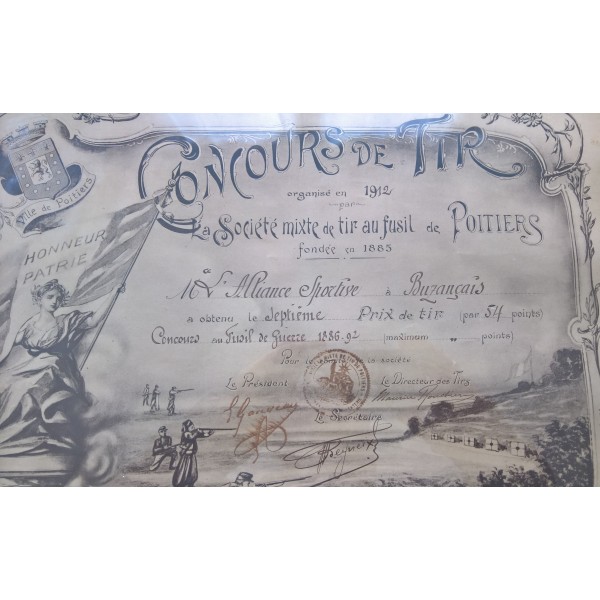 Ville de Poitiers
HONNEUR
PATRIE
CONCOURS DE TIR
organisé en 1912
par
La Société mixte de tir au fusil de POITIERS
fondée en 1885
L'Alliance Sportive à Buzançais
a obtenu le Septième Prix de tir (par 54 points)
Concours au Fusil de Guerre 1886-92 (maximum „ points)
Pour le la société
Le Président Le Directeur des Tirs
Le Secrétaire